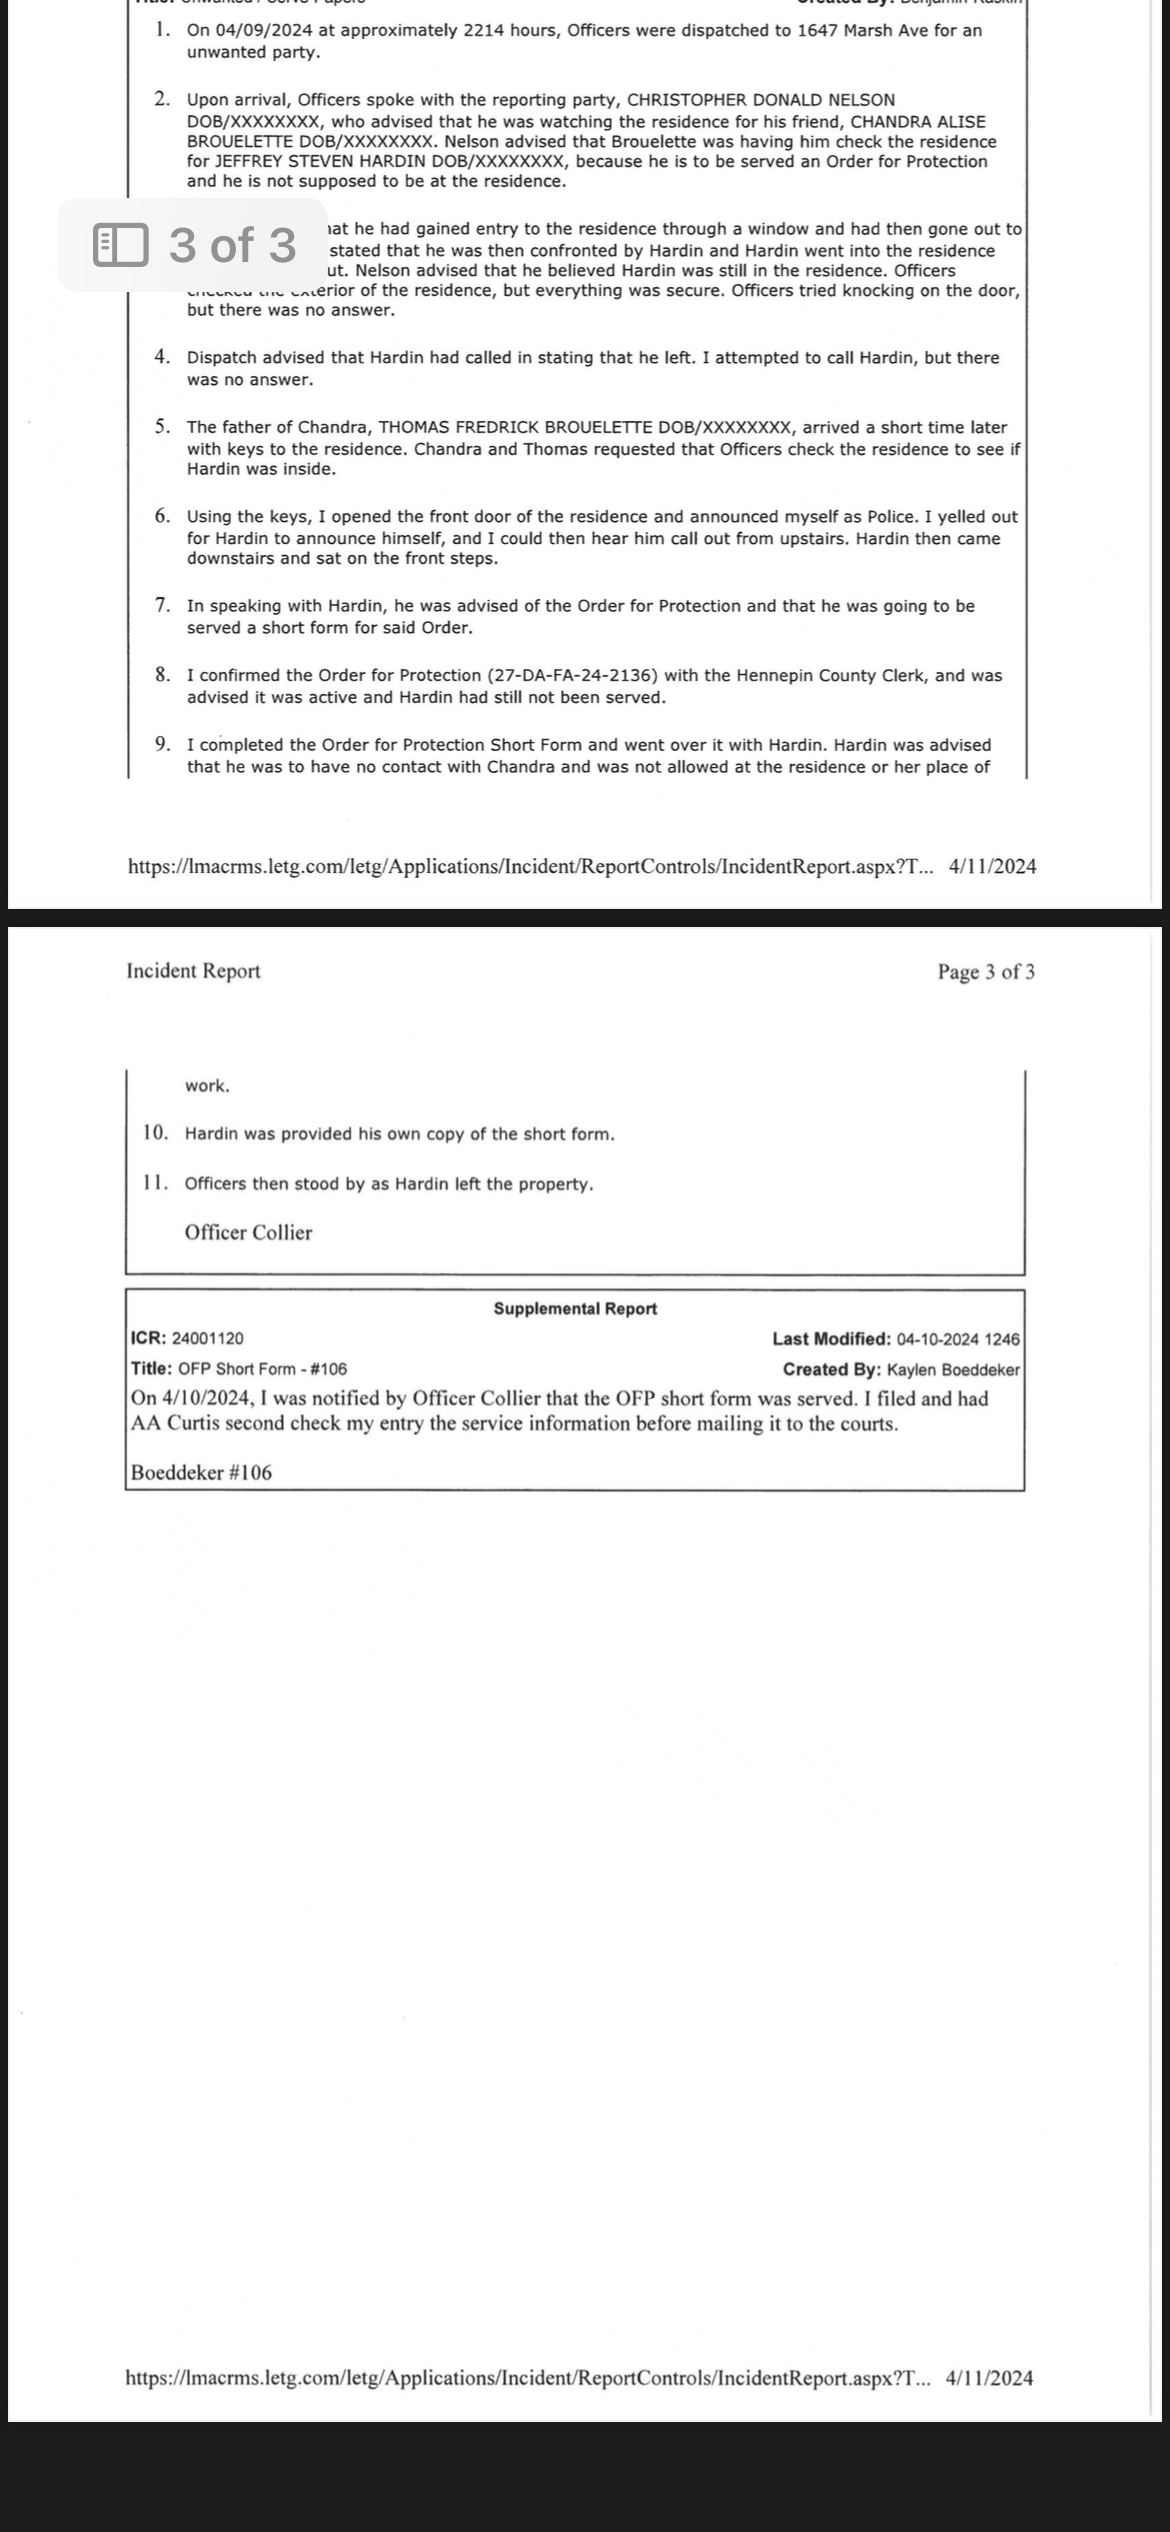 1. On 04/09/2024 at approximately 2214 hours, Officers were dispatched to 1647 Marsh Ave for an
unwanted party.
2. Upon arrival, Officers spoke with the reporting party, CHRISTOPHER DONALD NELSON
DOB/XXXXXXXX, who advised that he was watching the residence for his friend, CHANDRA ALISE
BROUELETTE DOB/XXXXXXXX. Nelson advised that Brouelette was having him check the residence
for JEFFREY STEVEN HARDIN DOB/XXXXXXXX, because he is to be served an Order for Protection
and he is not supposed to be at the residence.
3 of 3
he had gained entry to the residence through a window and had then gone out to
stated that he was then confronted by Hardin and Hardin went into the residence
Nelson advised that he believed Hardin was still in the residence. Officers
checked the exterior of the residence, but everything was secure. Officers tried knocking on the door,
but there was no answer.
4. Dispatch advised that Hardin had called in stating that he left. I attempted to call Hardin, but there
was no answer.
5. The father of Chandra, THOMAS FREDRICK BROUELETTE DOB/XXXXXXXX, arrived a short time later
with keys to the residence. Chandra and Thomas requested that Officers check the residence to see if
Hardin was inside.
6. Using the keys, I opened the front door of the residence and announced myself as Police. I yelled out
for Hardin to announce himself, and I could then hear him call out from upstairs. Hardin then came
downstairs and sat on the front steps.
7. In speaking with Hardin, he was advised of the Order for Protection and that he was going to be
served a short form for said Order.
8. I confirmed the Order for Protection (27-DA-FA-24-2136) with the Hennepin County Clerk, and was
advised it was active and Hardin had still not been served.
9. I completed the Order for Protection Short Form and went over it with Hardin. Hardin was advised
that he was to have no contact with Chandra and was not allowed at the residence or her place of
https://lmacrms.letg.com/letg/Applications/Incident/ReportControls/IncidentReport.aspx?T... 4/11/2024
Incident Report Page 3 of 3
work.
10. Hardin was provided his own copy of the short form.
11. Officers then stood by as Hardin left the property.
Officer Collier
Supplemental Report
ICR: 24001120 Last Modified: 04-10-2024 1246
Title: OFP Short Form - #106 Created By: Kaylen Boeddeker
On 4/10/2024, I was notified by Officer Collier that the OFP short form was served. I filed and had
AA Curtis second check my entry the service information before mailing it to the courts.
Boeddeker #106
https://lmacrms.letg.com/letg/Applications/Incident/ReportControls/IncidentReport.aspx?T... 4/11/2024